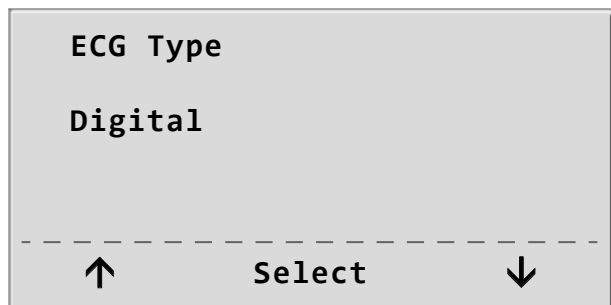 ECG Type
Digital
↑ Select ↓